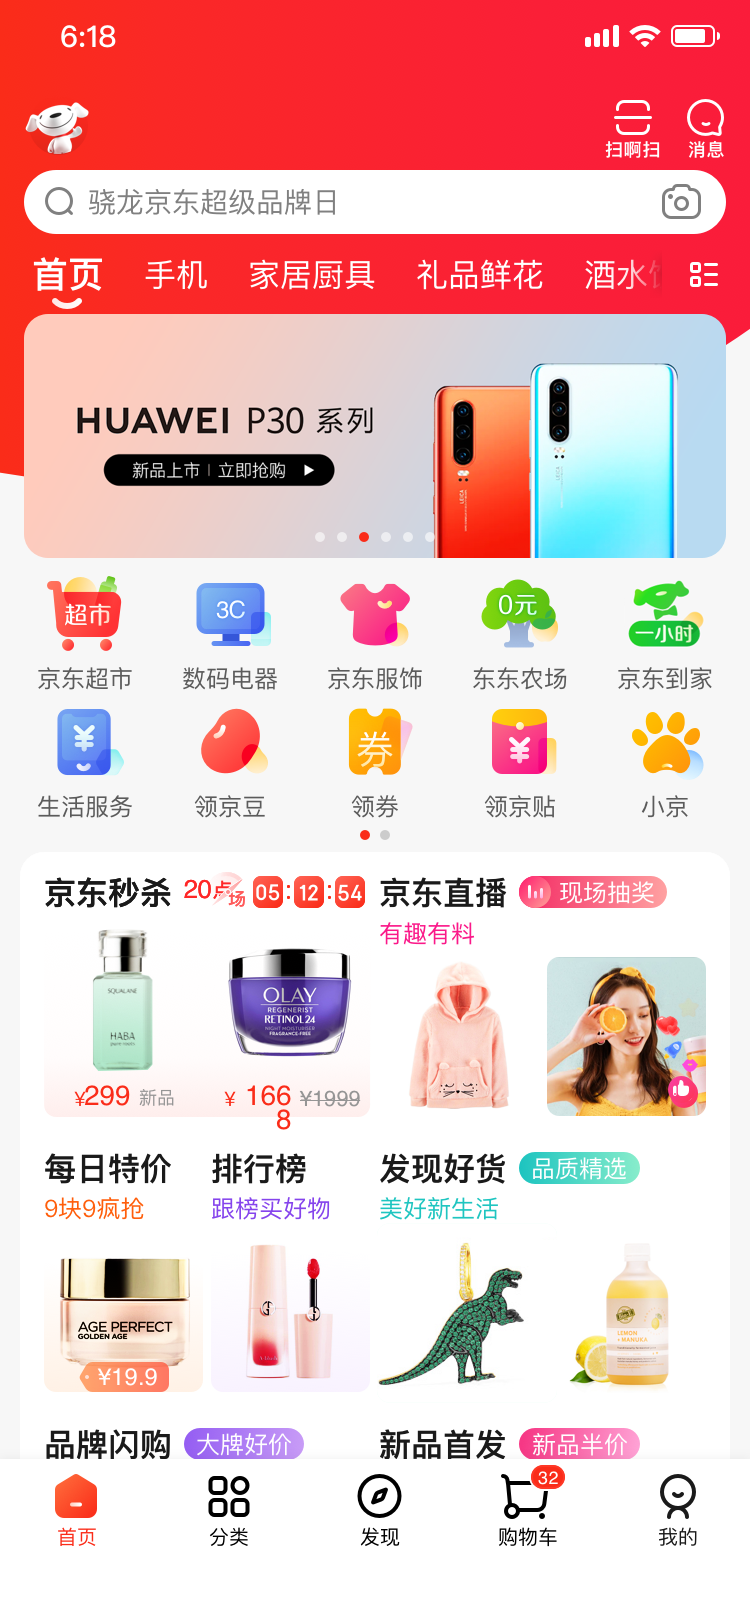 6:18
扫啊扫 消息
骁龙京东超级品牌日
首页 手机 家居厨具 礼品鲜花 酒水
HUAWEI P30 系列
新品上市 | 立即抢购
LEICA
LEICA
超市 3C 0元 一小时
京东超市 数码电器 京东服饰 东东农场 京东到家
¥ 券 ¥
生活服务 领京豆 领券 领京贴 小京
京东秒杀 20点场 05:12:54 京东直播 现场抽奖
有趣有料
SQUALANE
HABA
OLAY
REGENERIST
RETINOL24
NIGHT MOISTURISER
FRAGRANCE-FREE
¥299 新品 ¥ 1668 ¥1999
每日特价 排行榜 发现好货 品质精选
9块9疯抢 跟榜买好物 美好新生活
AGE PERFECT
GOLDEN AGE
¥19.9
LEMON
+ MANUKA
品牌闪购 大牌好价 新品首发 新品半价
32
首页 分类 发现 购物车 我的